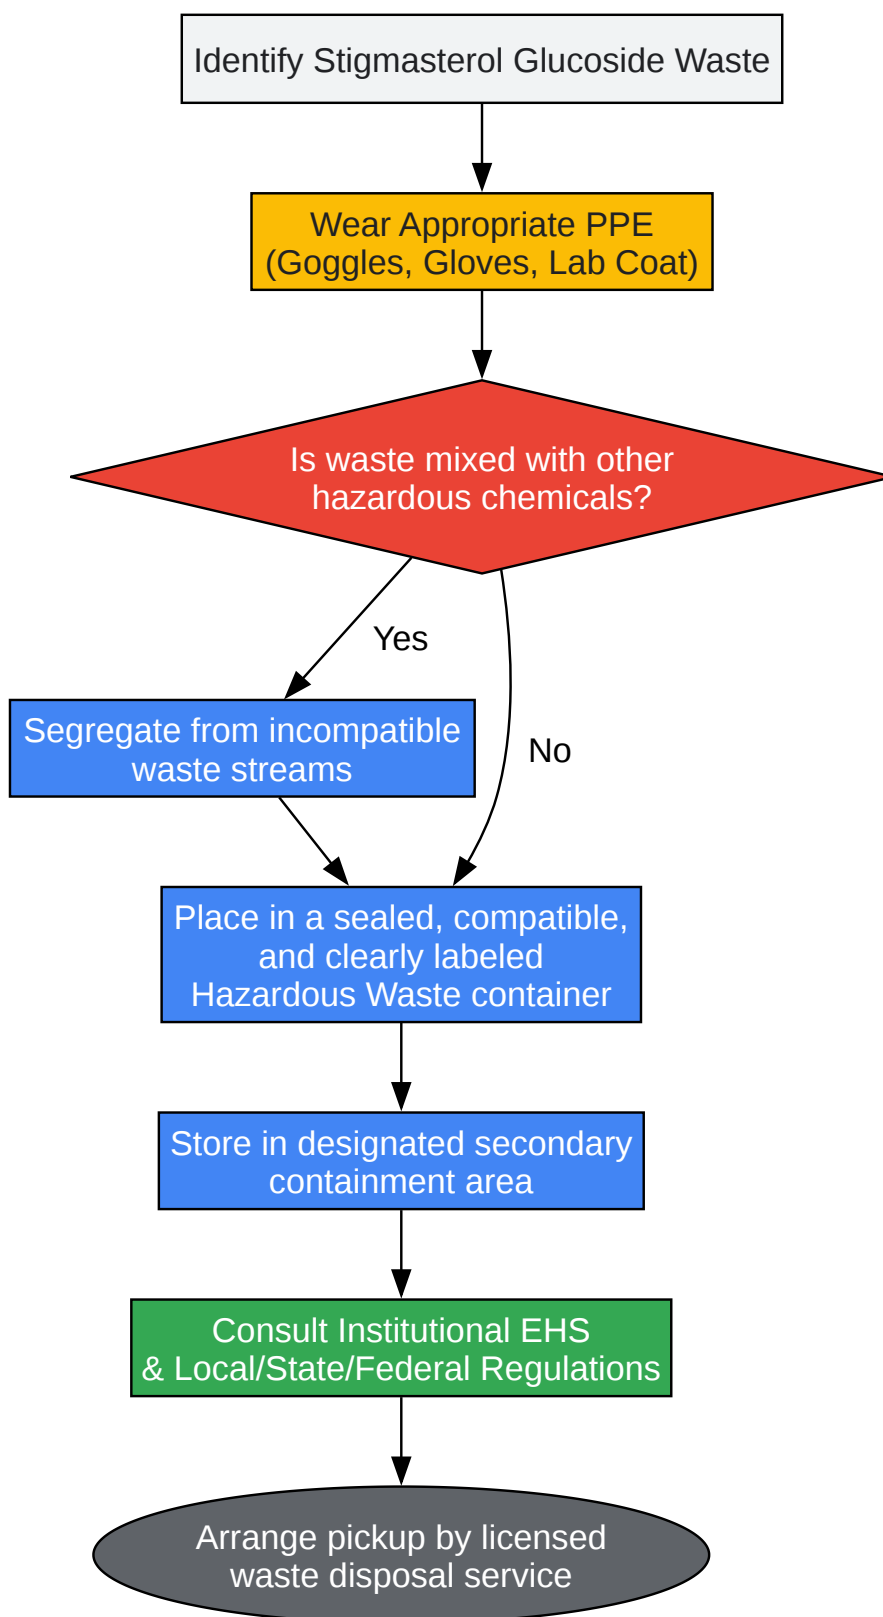 Identify Stigmasterol Glucoside Waste
Wear Appropriate PPE
(Goggles, Gloves, Lab Coat)
Is waste mixed with other
hazardous chemicals?
Yes
Segregate from incompatible
waste streams
No
Place in a sealed, compatible,
and clearly labeled
Hazardous Waste container
Store in designated secondary
containment area
Consult Institutional EHS
& Local/State/Federal Regulations
Arrange pickup by licensed
waste disposal service